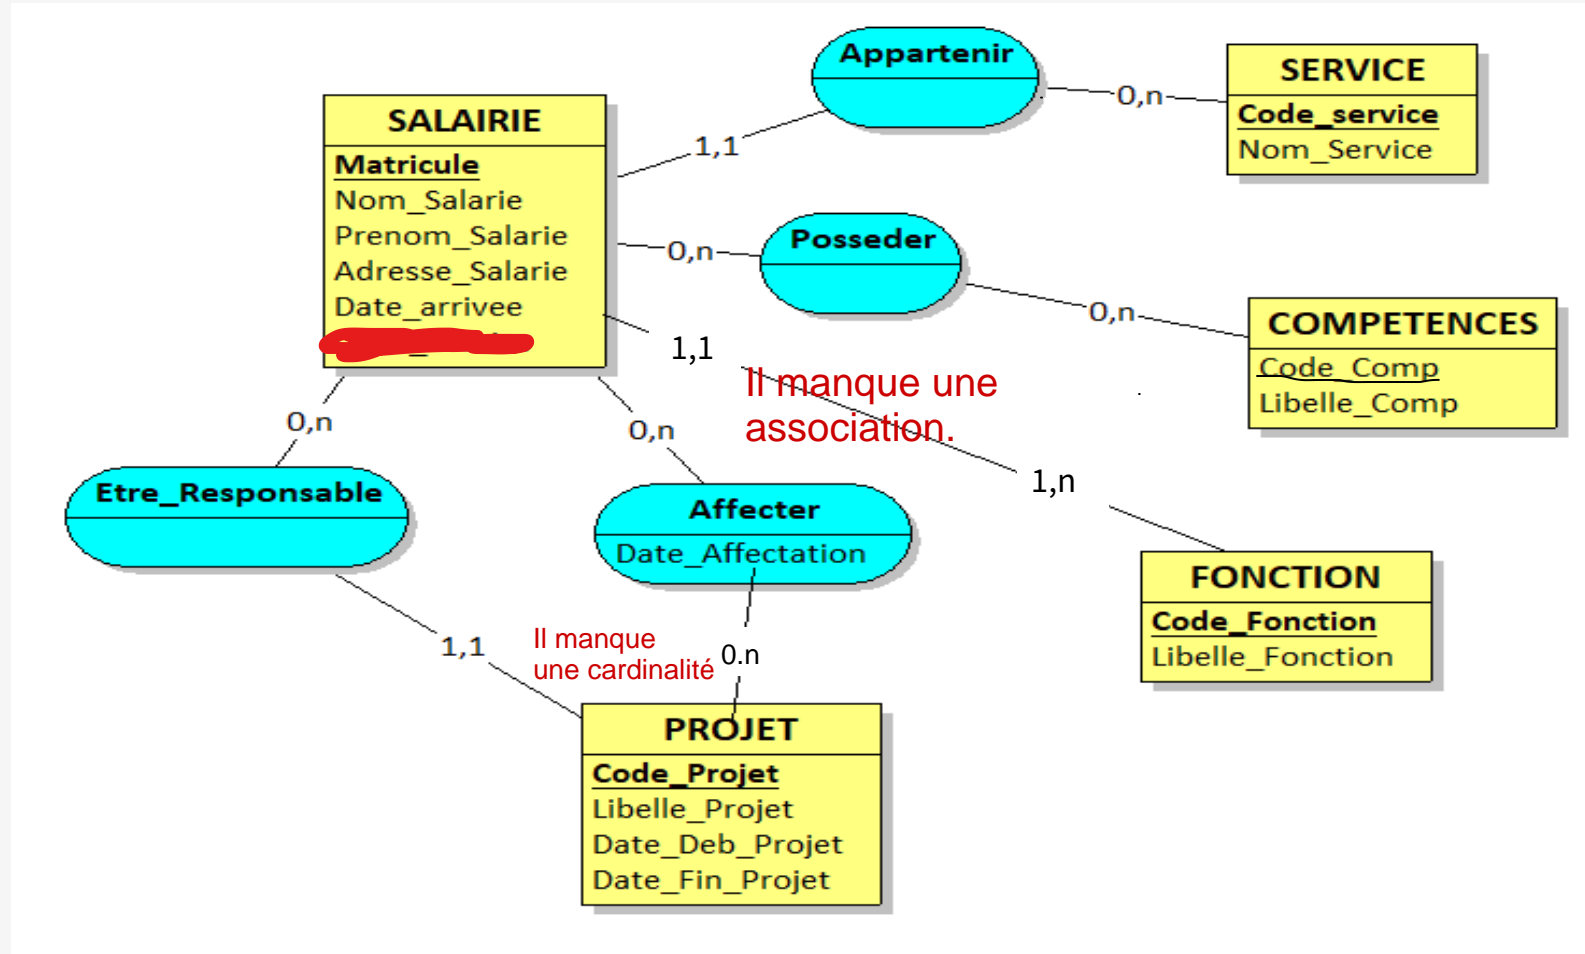 Appartenir
SERVICE
Code_service
Nom_Service
0,n
1,1
SALAIRIE
Matricule
Nom_Salarie
Prenom_Salarie
Adresse_Salarie
Date_arrivee
Posseder
0,n
0,n
COMPETENCES
Code_Comp
Libelle_Comp
1,1
Il manque une
association.
1,n
0,n
0,n
Etre_Responsable
Affecter
Date_Affectation
FONCTION
Code_Fonction
Libelle_Fonction
1,1
Il manque
une cardinalité
0.n
PROJET
Code_Projet
Libelle_Projet
Date_Deb_Projet
Date_Fin_Projet